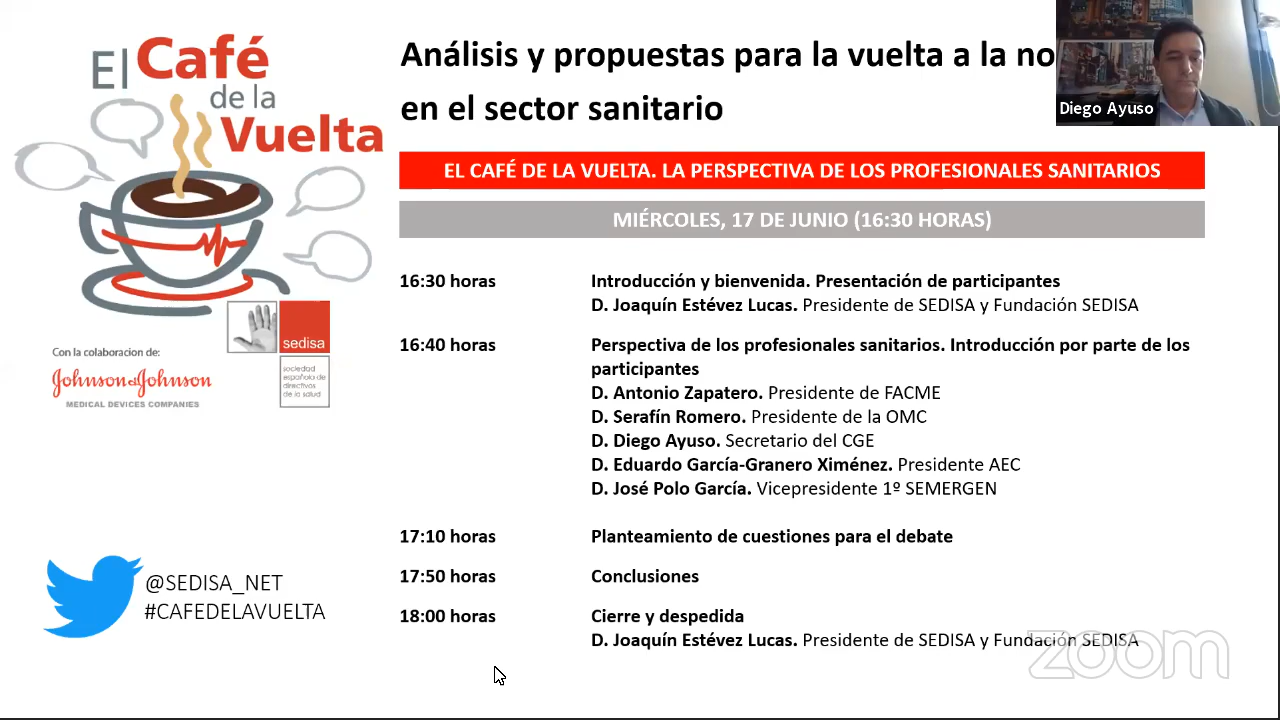 El Café
de la
Vuelta
Con la colaboracion de:
Johnson & Johnson
MEDICAL DEVICES COMPANIES
sedisa
sociedad
española de
directivos
de la salud
@SEDISA_NET
#CAFEDELAVUELTA
Análisis y propuestas para la vuelta a la no
en el sector sanitario
Diego Ayuso
EL CAFÉ DE LA VUELTA. LA PERSPECTIVA DE LOS PROFESIONALES SANITARIOS
MIÉRCOLES, 17 DE JUNIO (16:30 HORAS)
16:30 horas Introducción y bienvenida. Presentación de participantes
D. Joaquín Estévez Lucas. Presidente de SEDISA y Fundación SEDISA
16:40 horas Perspectiva de los profesionales sanitarios. Introducción por parte de los
participantes
D. Antonio Zapatero. Presidente de FACME
D. Serafín Romero. Presidente de la OMC
D. Diego Ayuso. Secretario del CGE
D. Eduardo García-Granero Ximénez. Presidente AEC
D. José Polo García. Vicepresidente 1º SEMERGEN
17:10 horas Planteamiento de cuestiones para el debate
17:50 horas Conclusiones
18:00 horas Cierre y despedida
D. Joaquín Estévez Lucas. Presidente de SEDISA y Fundación SEDISA
zoom